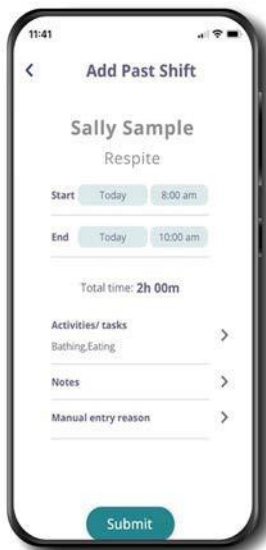 11:41
Add Past Shift
Sally Sample
Respite
Start Today 8:00 am
End Today 10:00 am
Total time: 2h 00m
Activities/ tasks
Bathing,Eating
Notes
Manual entry reason
Submit